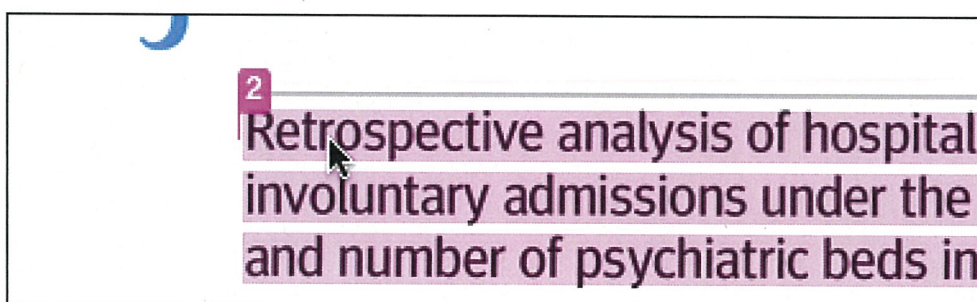 2
Retrospective analysis of hospital
involuntary admissions under the
and number of psychiatric beds in